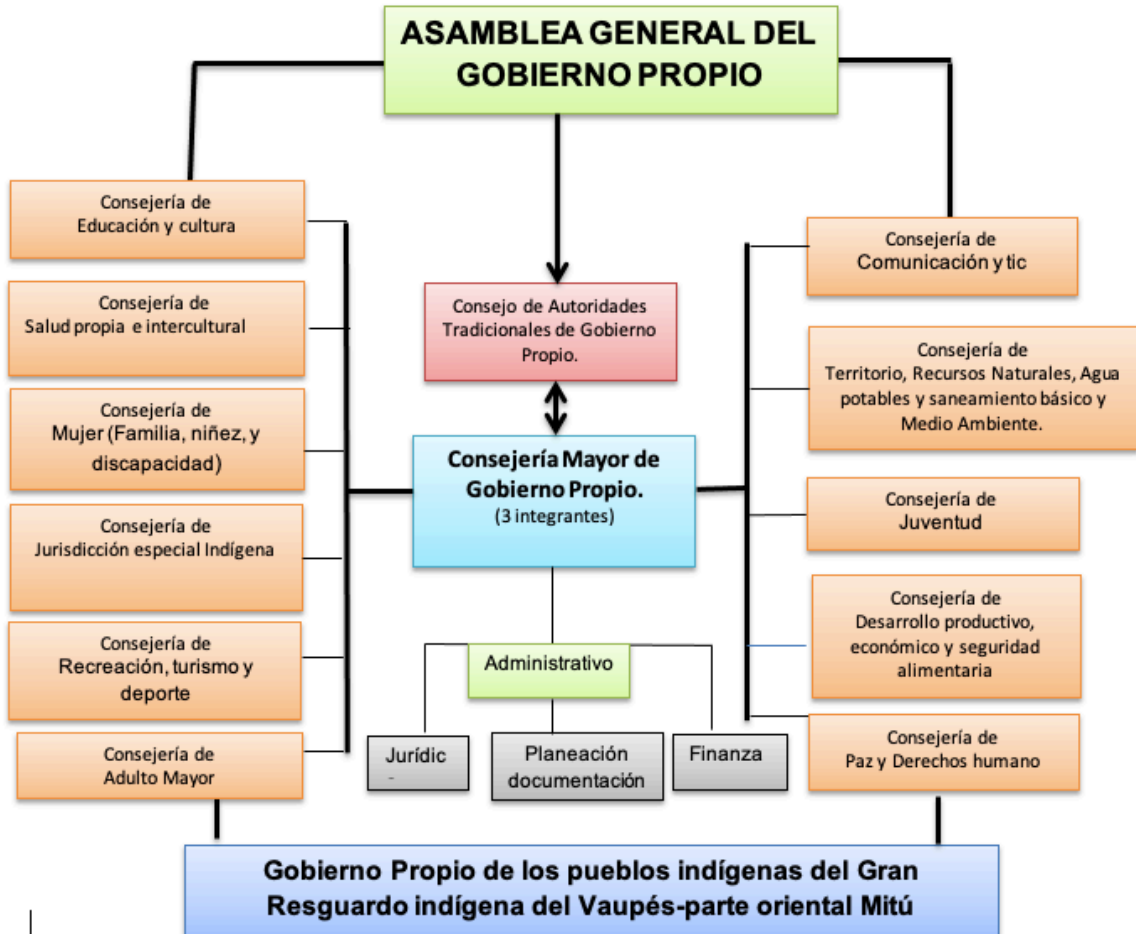 ASAMBLEA GENERAL DEL
GOBIERNO PROPIO
Consejería de
Educación y cultura
Consejería de
Salud propia e intercultural
Consejería de
Mujer (Familia, niñez, y
discapacidad)
Consejería de
Jurisdicción especial Indígena
Consejería de
Recreación, turismo y
deporte
Consejería de
Adulto Mayor
Consejo de Autoridades
Tradicionales de Gobierno
Propio.
Consejería Mayor de
Gobierno Propio.
(3 integrantes)
Administrativo
Jurídic
Planeación
documentación
Finanza
Consejería de
Comunicación y tic
Consejería de
Territorio, Recursos Naturales, Agua
potables y saneamiento básico y
Medio Ambiente.
Consejería de
Juventud
Consejería de
Desarrollo productivo,
económico y seguridad
alimentaria
Consejería de
Paz y Derechos humano
Gobierno Propio de los pueblos indígenas del Gran
Resguardo indígena del Vaupés-parte oriental Mitú